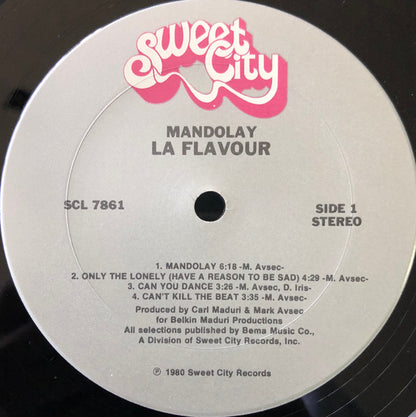 Sweet
City
MANDOLAY
LA FLAVOUR
SCL 7861
SIDE 1
STEREO
1. MANDOLAY 6:18 -M. Avsec-
2. ONLY THE LONELY (HAVE A REASON TO BE SAD) 4:29 -M. Avsec-
3. CAN YOU DANCE 3:26 -M. Avsec, D. Iris-
4. CAN'T KILL THE BEAT 3:35 -M. Avsec-
Produced by Carl Maduri & Mark Avsec
for Belkin Maduri Productions
All selections published by Bema Music Co.,
A Division of Sweet City Records, Inc.
℗ 1980 Sweet City Records